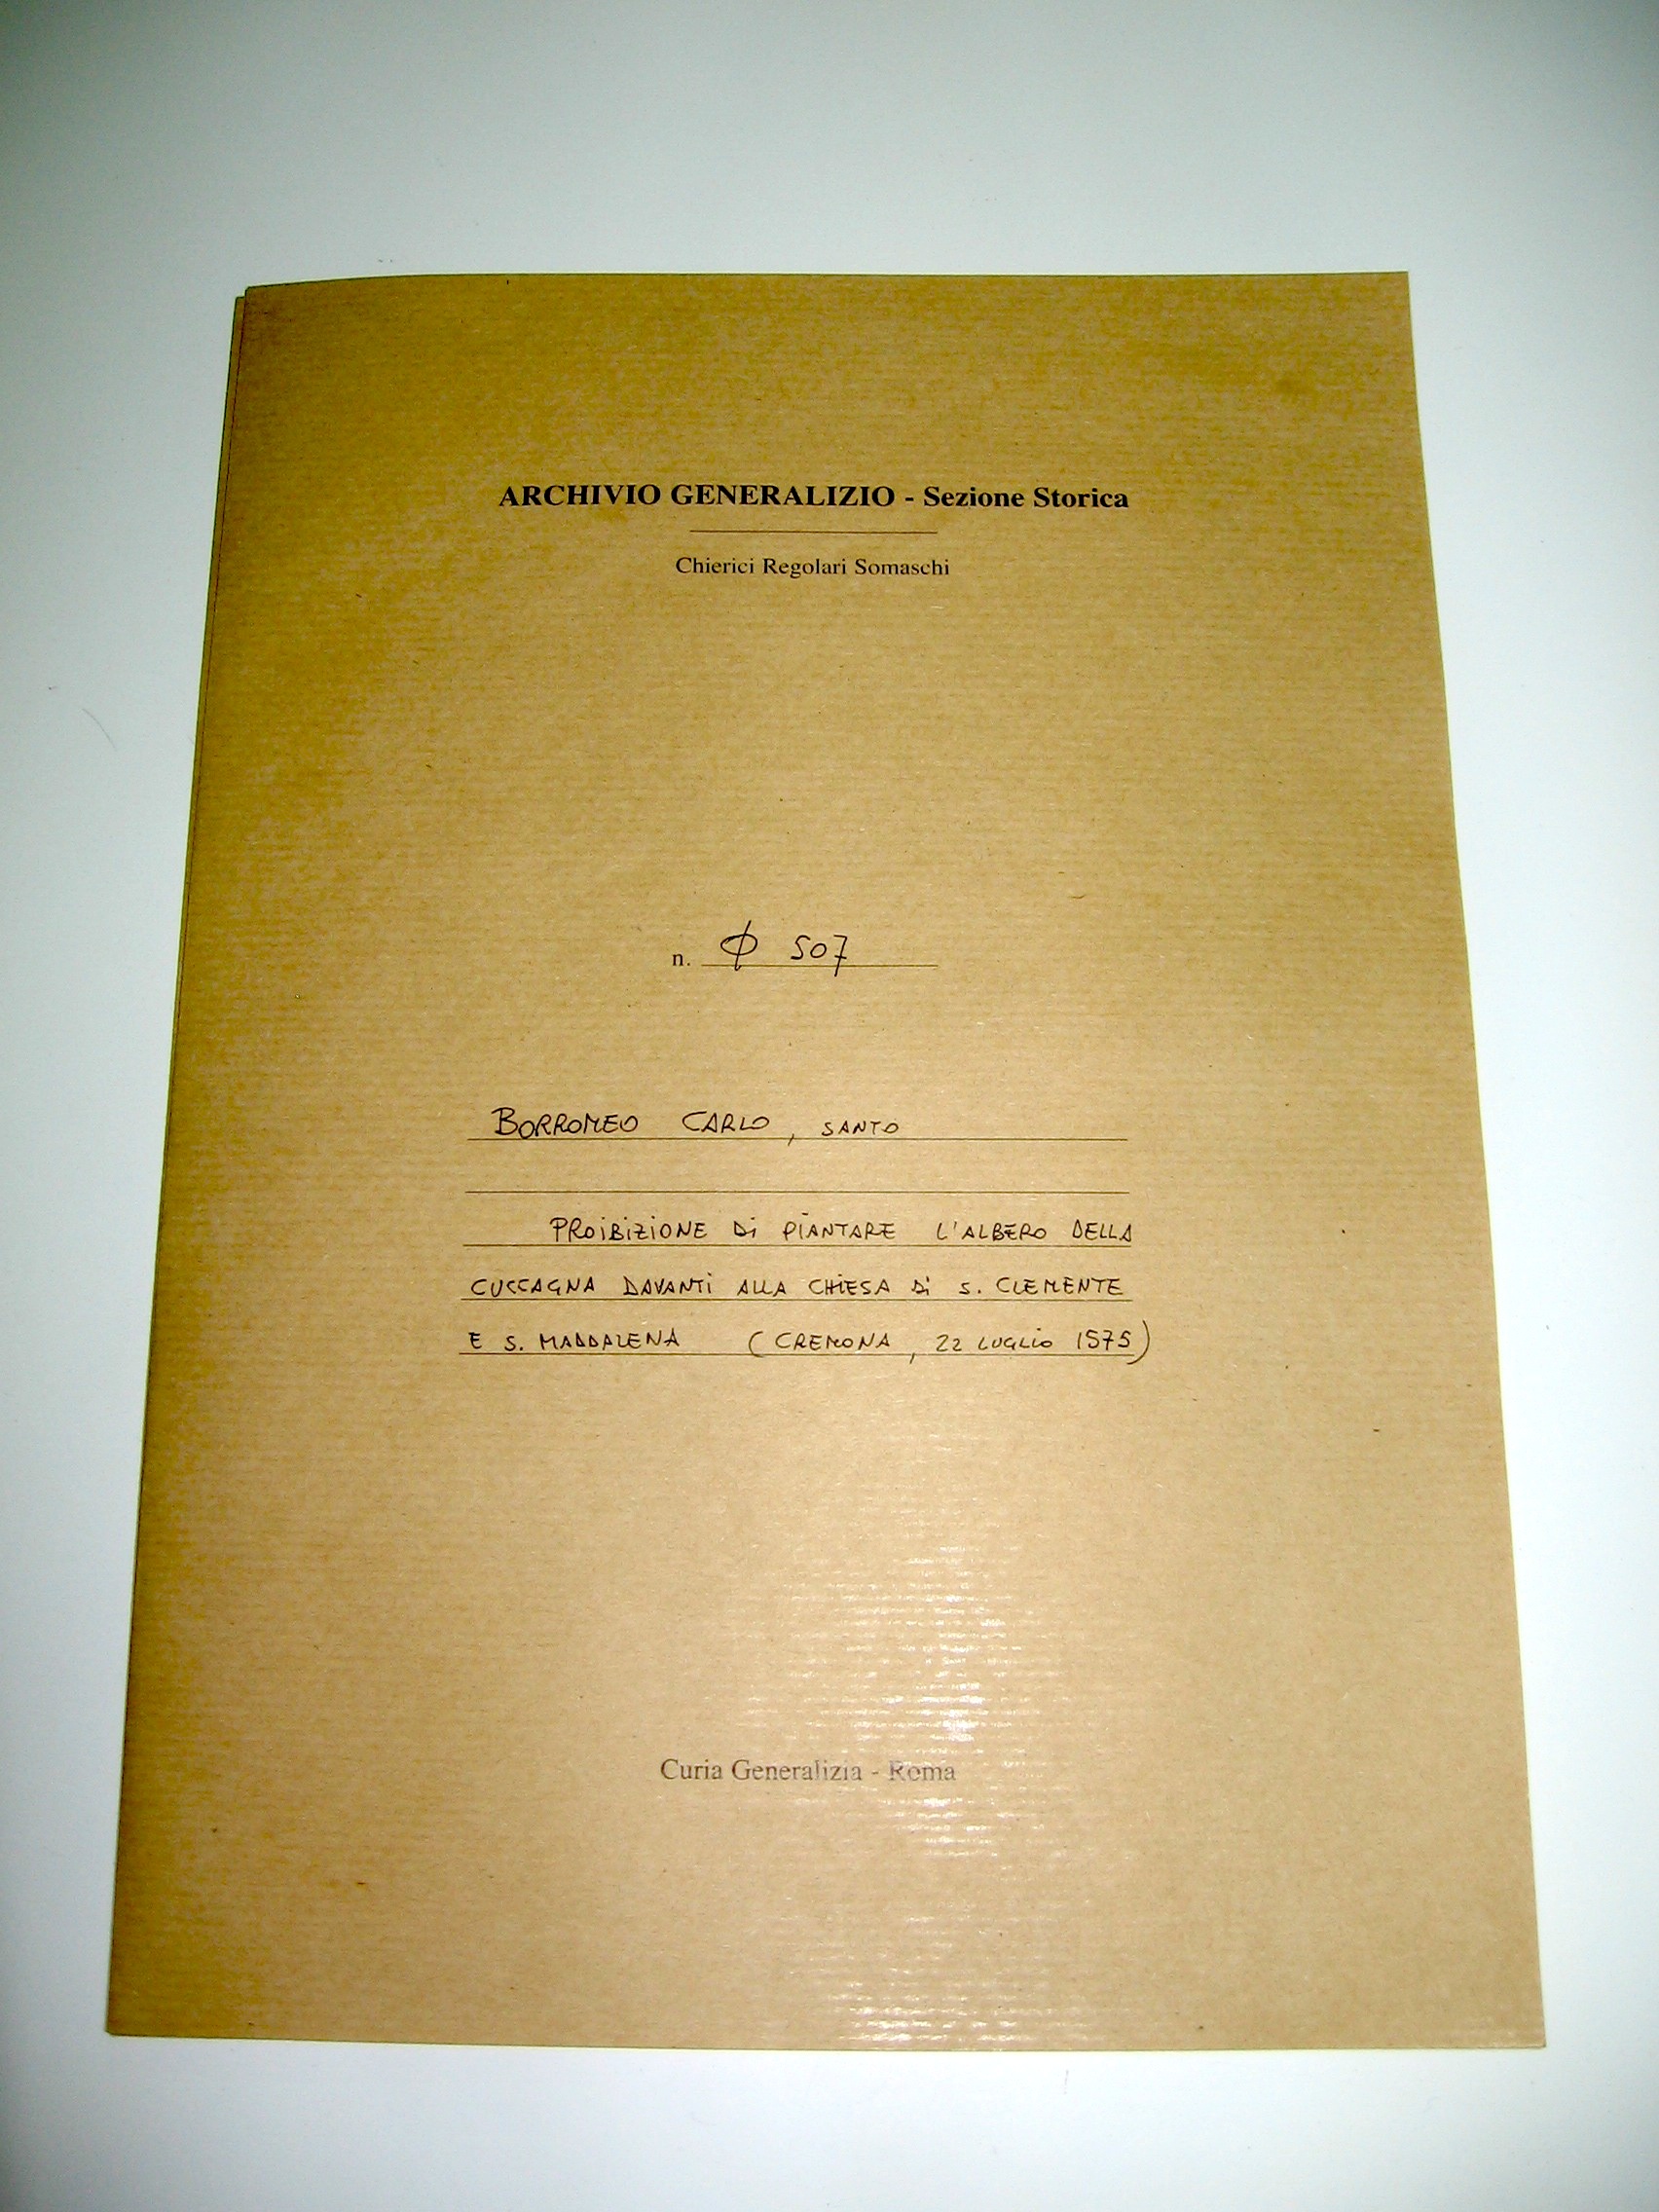 ARCHIVIO GENERALIZIO - Sezione Storica
Chierici Regolari Somaschi
n. Φ 507
BORROMEO CARLO, SANTO
PROIBIZIONE DI PIANTARE L'ALBERO DELLA
CUCCAGNA DAVANTI ALLA CHIESA DI S. CLEMENTE
E S. MADDALENA (CREMONA, 22 LUGLIO 1575)
Curia Generalizia - Roma